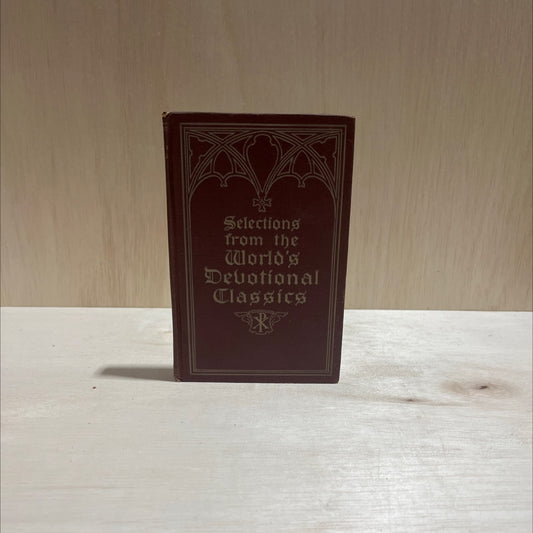 Selections
from the
World's
Devotional
Classics